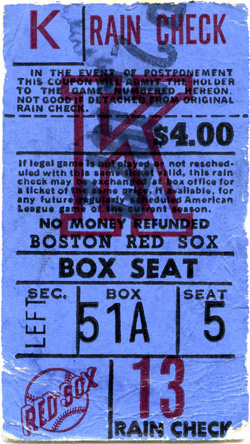 K RAIN CHECK
IN THE EVENT OF POSTPONEMENT
THIS COUPON WILL ADMIT THE HOLDER
TO THE GAME NUMBERED HEREON.
NOT GOOD IF DETACHED FROM ORIGINAL
RAIN CHECK.
K
$4.00
If legal game is not played or not resched-
uled with this same ticket valid, this rain
check may be exchanged at box office for
a ticket of the same price, if available, for
any future regularly scheduled American
League game of the current season.
NO MONEY REFUNDED
BOSTON RED SOX
BOX SEAT
SEC. BOX SEAT
LEFT 51A 5
RED SOX 13
RAIN CHECK